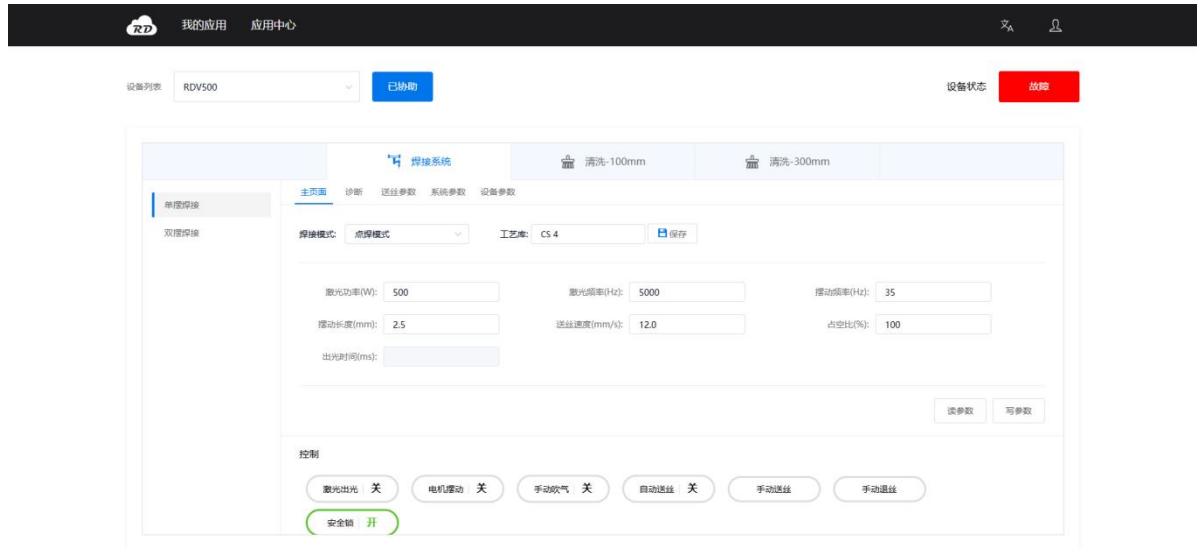 RD 我的应用 应用中心
设备列表 RDV500 已协助 设备状态 故障
焊接系统 清洗-100mm 清洗-300mm
主页面 诊断 送丝参数 系统参数 设备参数
单摆焊接
双摆焊接
焊接模式: 点焊模式 工艺库: CS 4 保存
激光功率(W): 500 激光频率(Hz): 5000 摆动频率(Hz): 35
摆动长度(mm): 2.5 送丝速度(mm/s): 12.0 占空比(%): 100
出光时间(ms):
读参数 写参数
控制
激光出光 关 电机摆动 关 手动吹气 关 自动送丝 关 手动送丝 手动退丝
安全锁 开